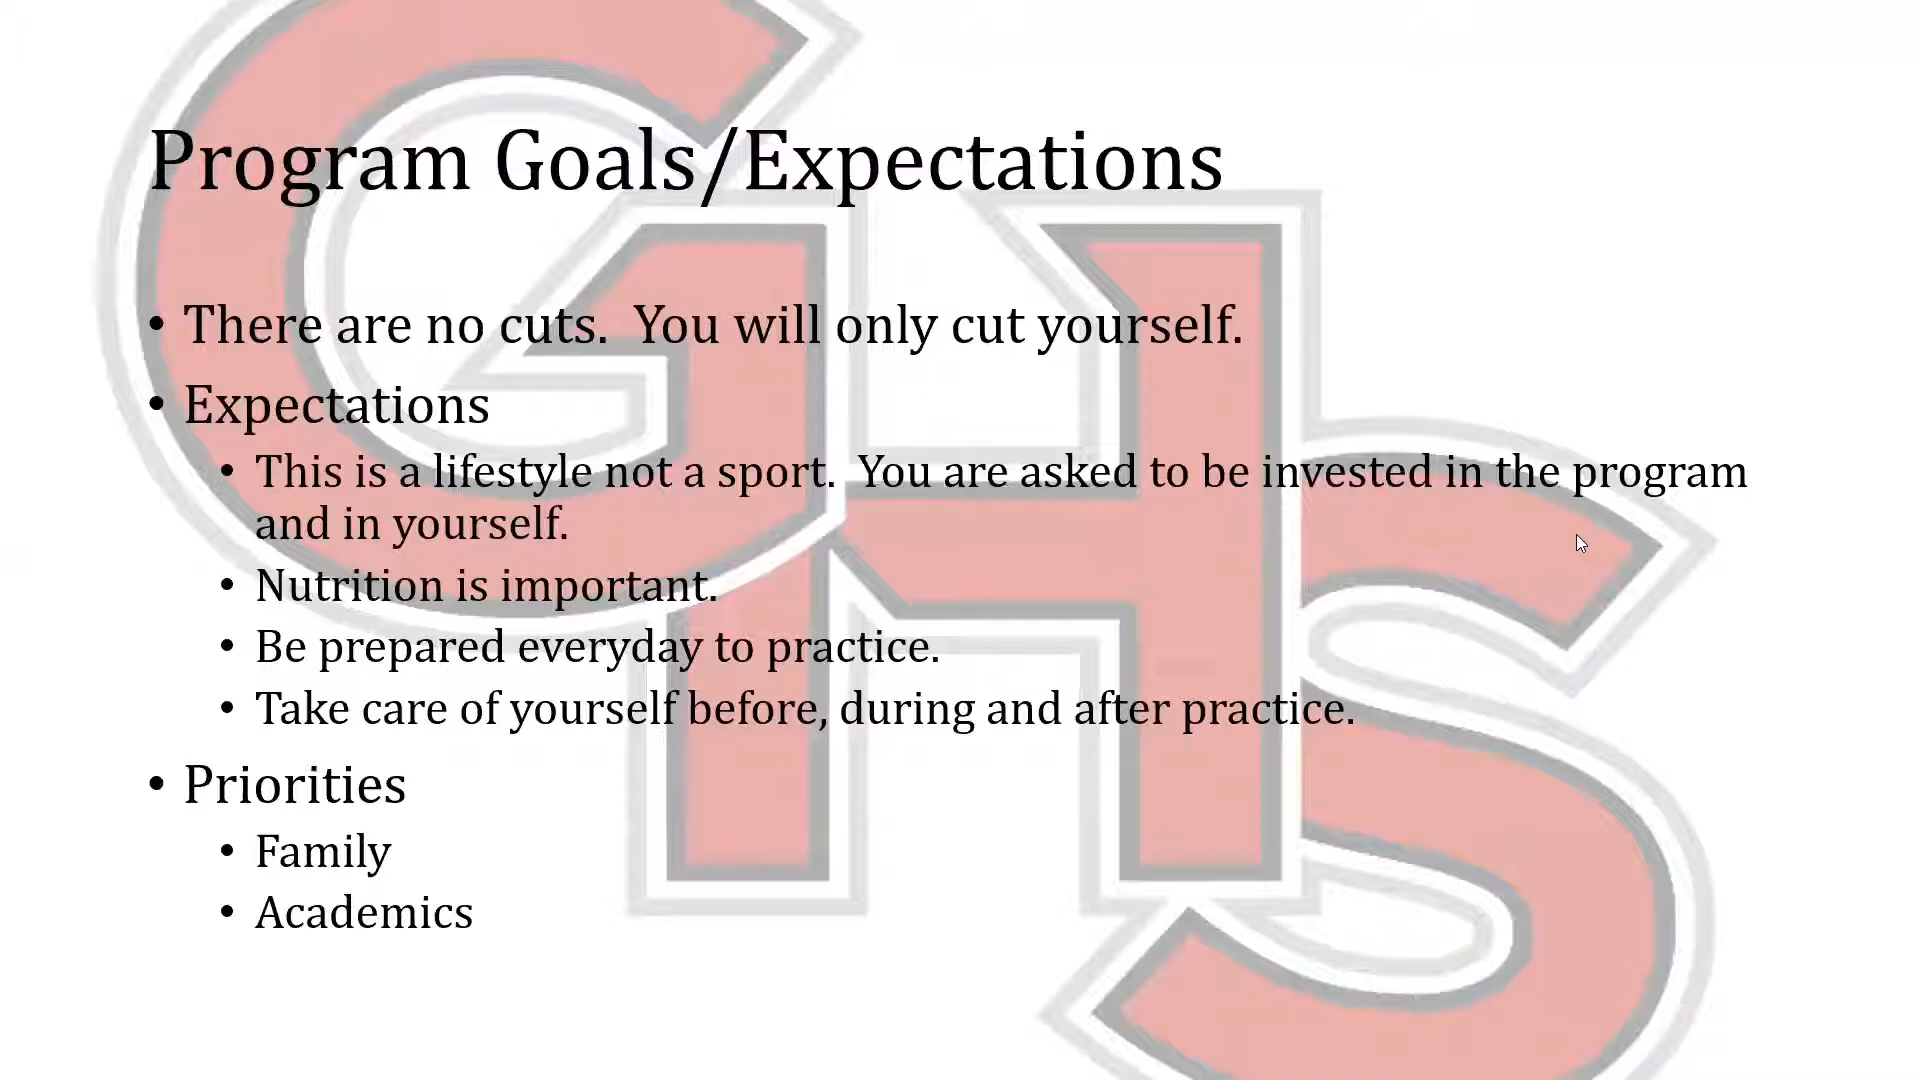 Program Goals/Expectations
• There are no cuts.  You will only cut yourself.
• Expectations
• This is a lifestyle not a sport.  You are asked to be invested in the program
and in yourself.
• Nutrition is important.
• Be prepared everyday to practice.
• Take care of yourself before, during and after practice.
• Priorities
• Family
• Academics
GHS